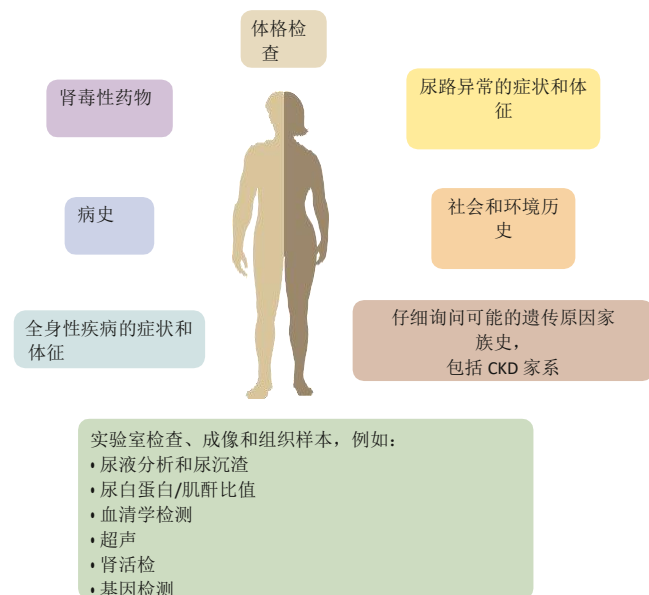 体格检
查
肾毒性药物
尿路异常的症状和体
征
病史
社会和环境历
史
全身性疾病的症状和
体征
仔细询问可能的遗传原因家
族史，
包括 CKD 家系
实验室检查、成像和组织样本，例如：
• 尿液分析和尿沉渣
• 尿白蛋白/肌酐比值
• 血清学检测
• 超声
• 肾活检
• 基因检测